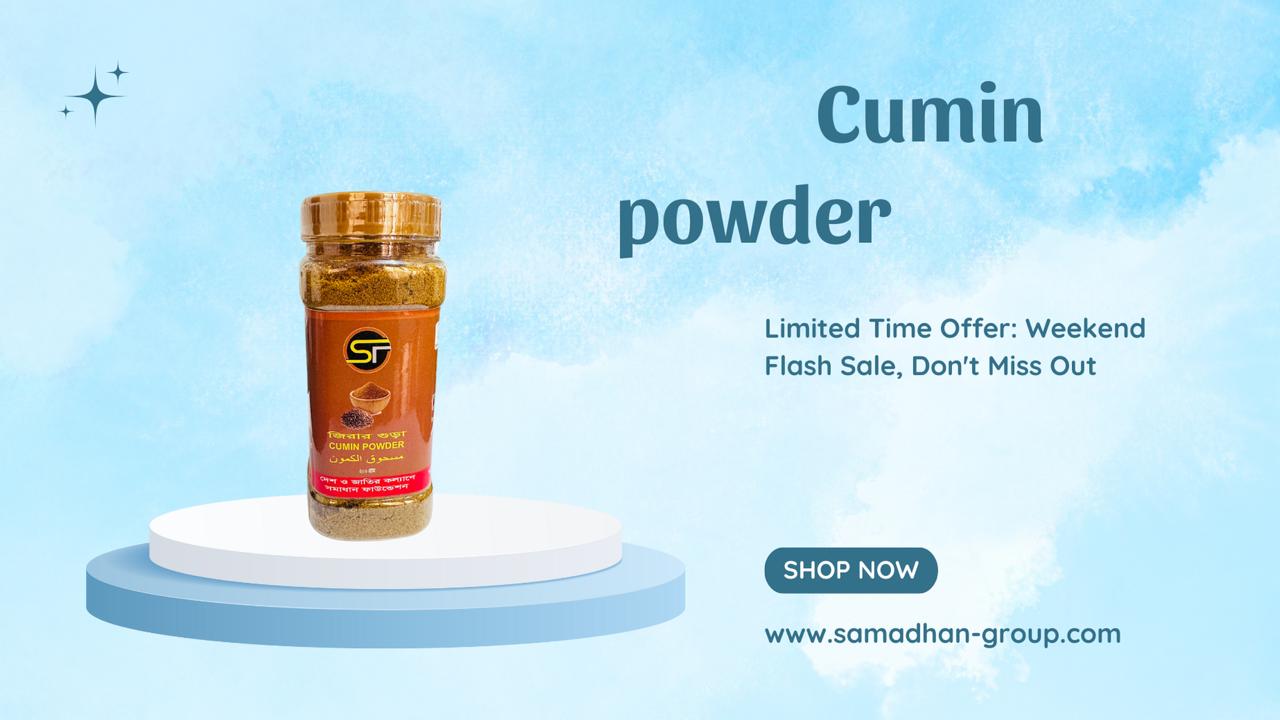 Cumin
powder
Limited Time Offer: Weekend
Flash Sale, Don't Miss Out
SF
জিরার গুড়া
CUMIN POWDER
مسحوق الكمون
দেশ ও জাতির কল্যাণে
সমাধান ফাউন্ডেশন
SHOP NOW
www.samadhan-group.com